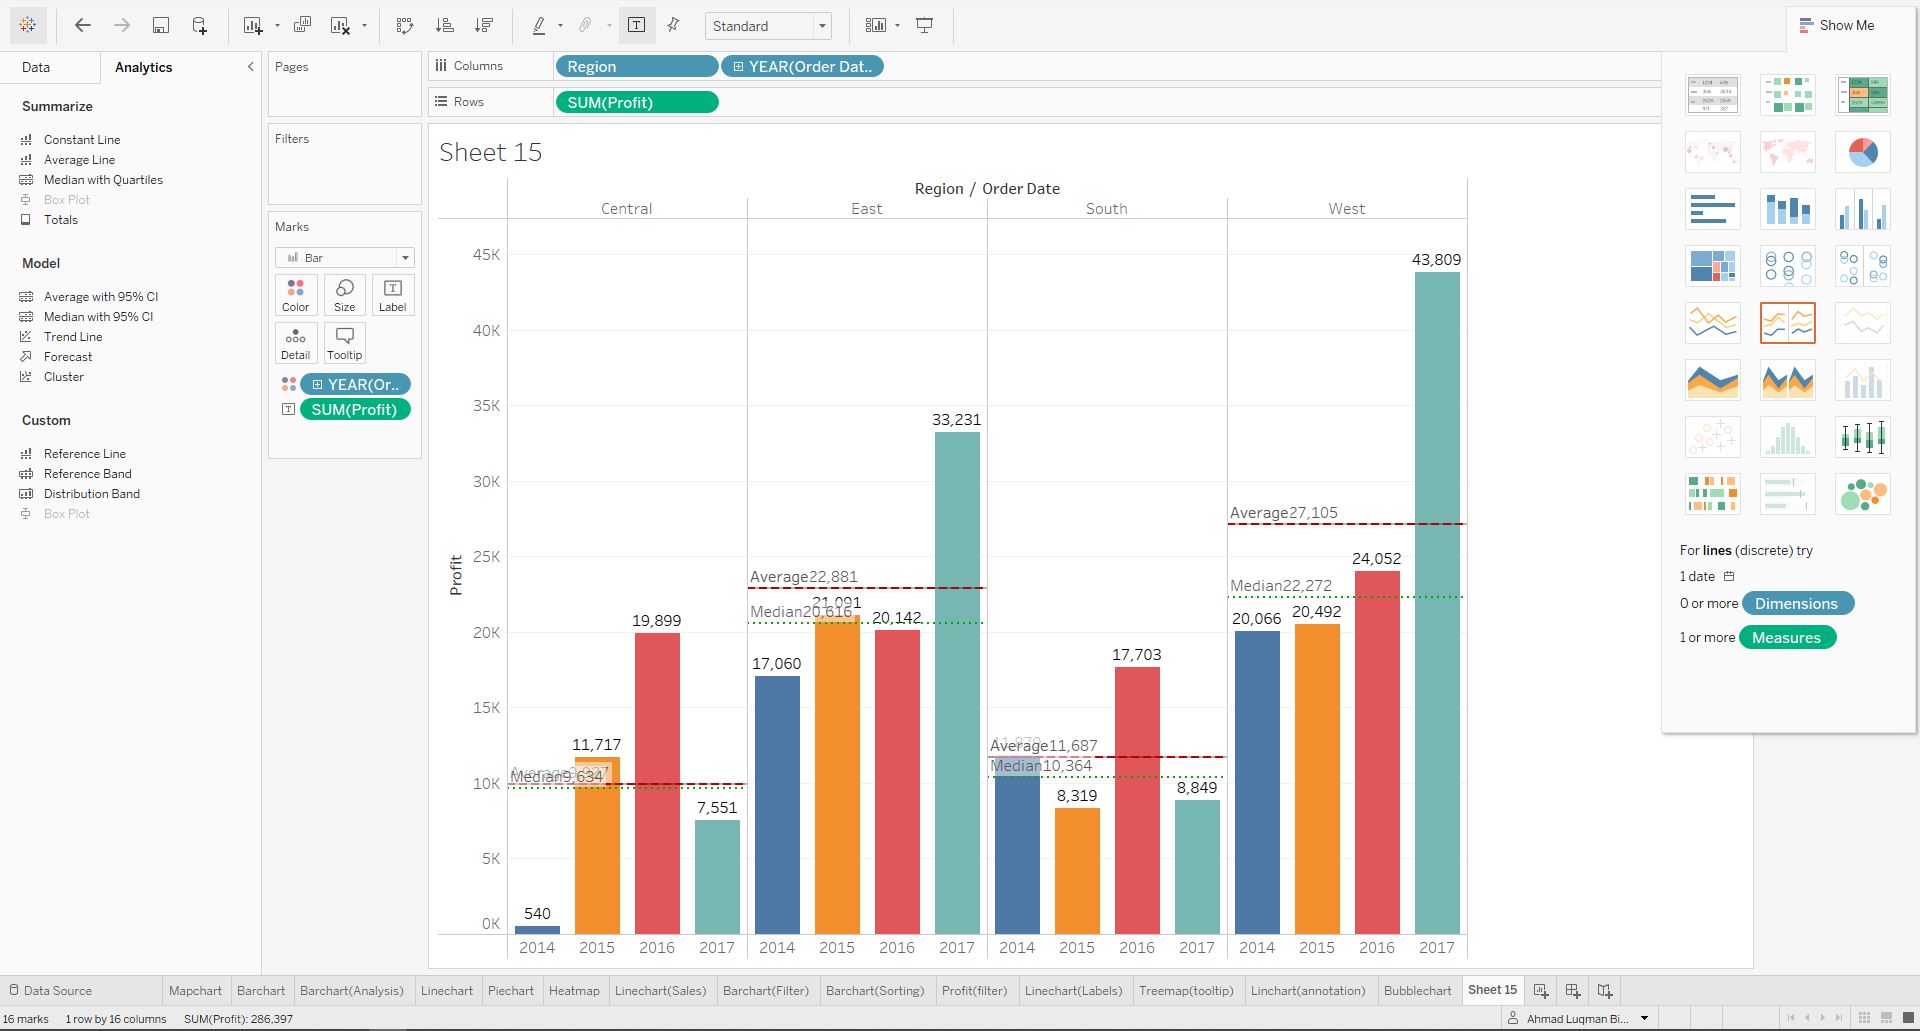 Standard
Show Me
Data
Analytics
Pages
Columns
Region
YEAR(Order Dat..
Rows
SUM(Profit)
Summarize
Constant Line
Average Line
Median with Quartiles
Box Plot
Totals
Model
Average with 95% CI
Median with 95% CI
Trend Line
Forecast
Cluster
Custom
Reference Line
Reference Band
Distribution Band
Box Plot
Filters
Marks
Bar
Color
Size
Label
Detail
Tooltip
YEAR(Or..
SUM(Profit)
Sheet 15
Region / Order Date
Central
East
South
West
Profit
45K
40K
35K
30K
25K
20K
15K
10K
5K
0K
540
11,717
19,899
7,551
Median9,634
17,060
21,091
20,142
33,231
Average22,881
Median20,616
Average11,687
Median10,364
8,319
17,703
8,849
Average27,105
Median22,272
20,066
20,492
24,052
43,809
2014 2015 2016 2017 2014 2015 2016 2017 2014 2015 2016 2017 2014 2015 2016 2017
For lines (discrete) try
1 date
0 or more Dimensions
1 or more Measures
Data Source
Mapchart
Barchart
Barchart(Analysis)
Linechart
Piechart
Heatmap
Linechart(Sales)
Barchart(Filter)
Barchart(Sorting)
Profit(filter)
Linechart(Labels)
Treemap(tooltip)
Linchart(annotation)
Bubblechart
Sheet 15
16 marks
1 row by 16 columns
SUM(Profit): 286,397
Ahmad Luqman Bi...